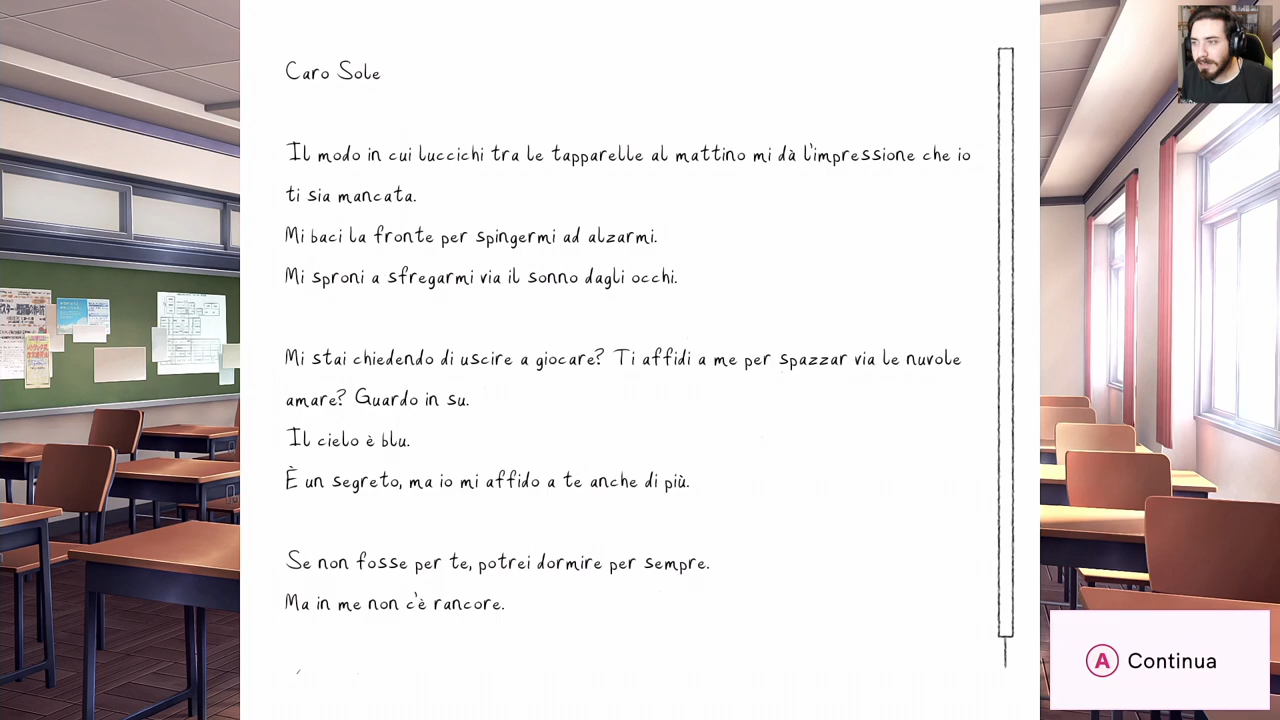 Caro Sole
Il modo in cui luccichi tra le tapparelle al mattino mi dà l'impressione che io
ti sia mancata.
Mi baci la fronte per spingermi ad alzarmi.
Mi sproni a sfregarmi via il sonno dagli occhi.
Mi stai chiedendo di uscire a giocare? Ti affidi a me per spazzar via le nuvole
amare? Guardo in su.
Il cielo è blu.
È un segreto, ma io mi affido a te anche di più.
Se non fosse per te, potrei dormire per sempre.
Ma in me non c'è rancore.
A Continua